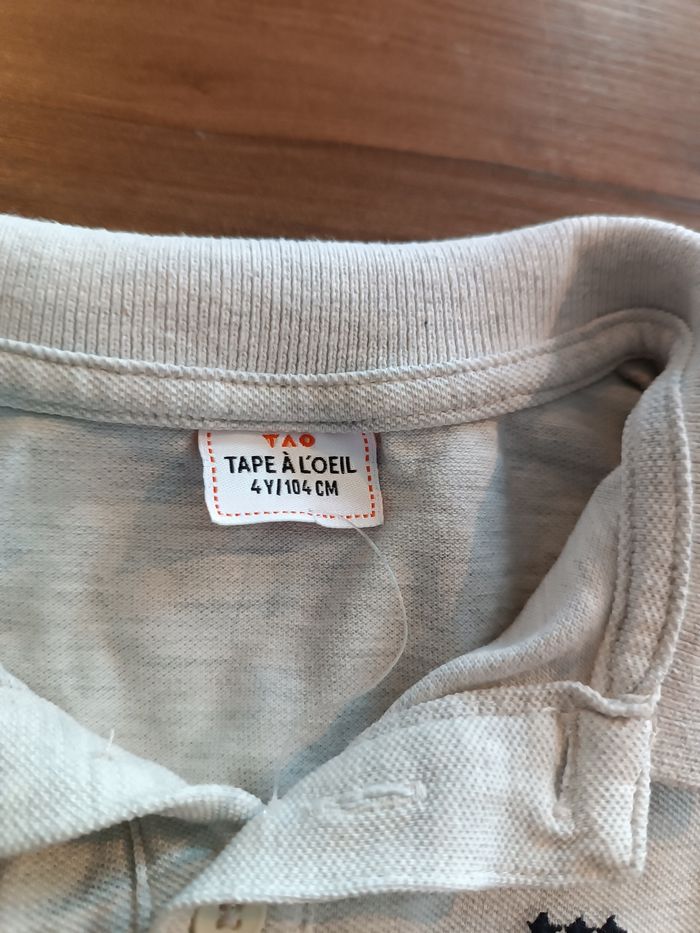 TAO
TAPE À L'OEIL
4Y/104 CM